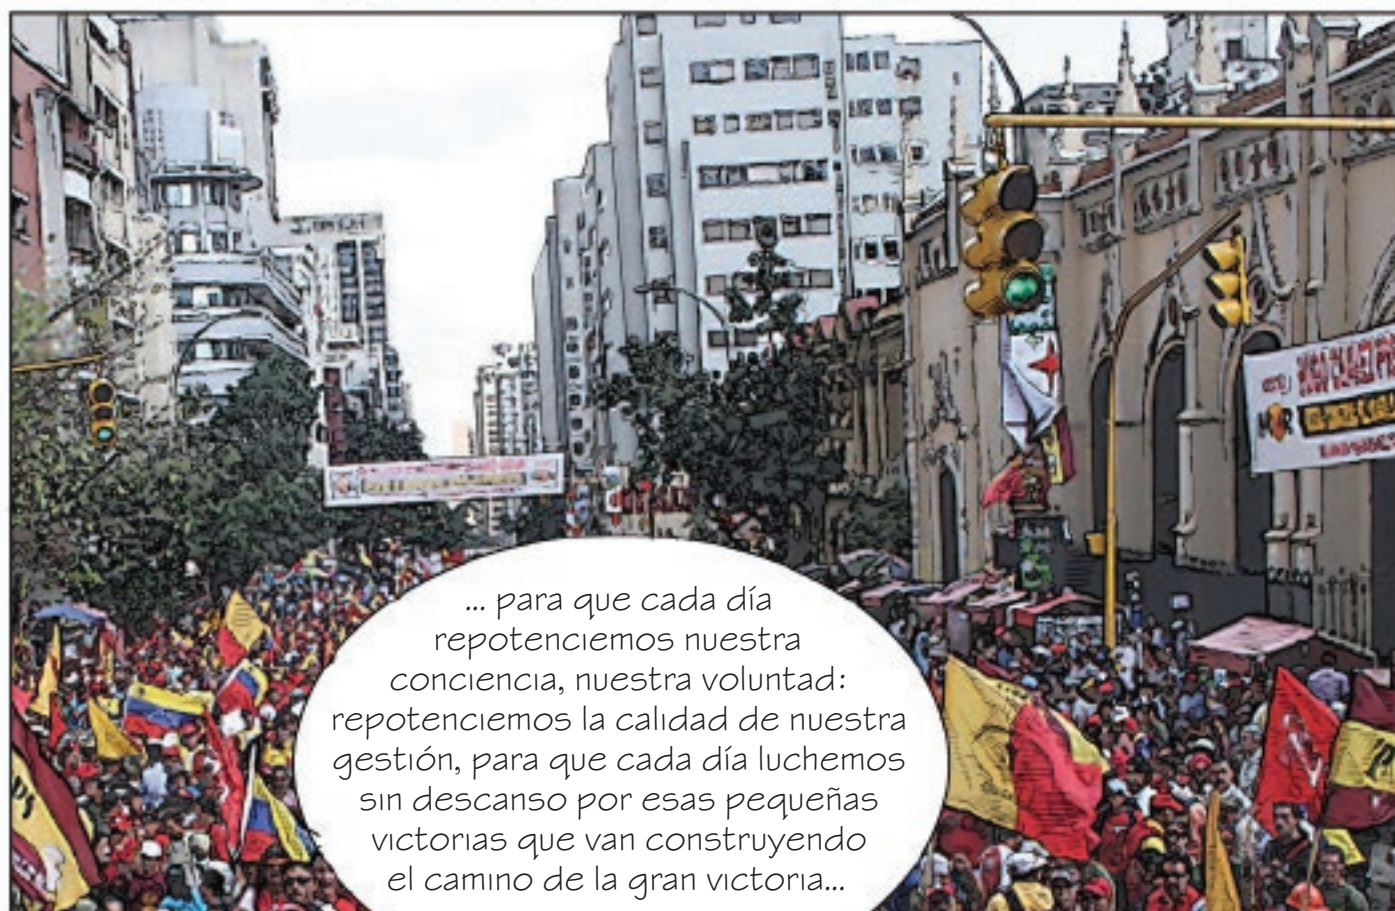 ... para que cada día
repotenciemos nuestra
conciencia, nuestra voluntad:
repotenciemos la calidad de nuestra
gestión, para que cada día luchemos
sin descanso por esas pequeñas
victorias que van construyendo
el camino de la gran victoria...